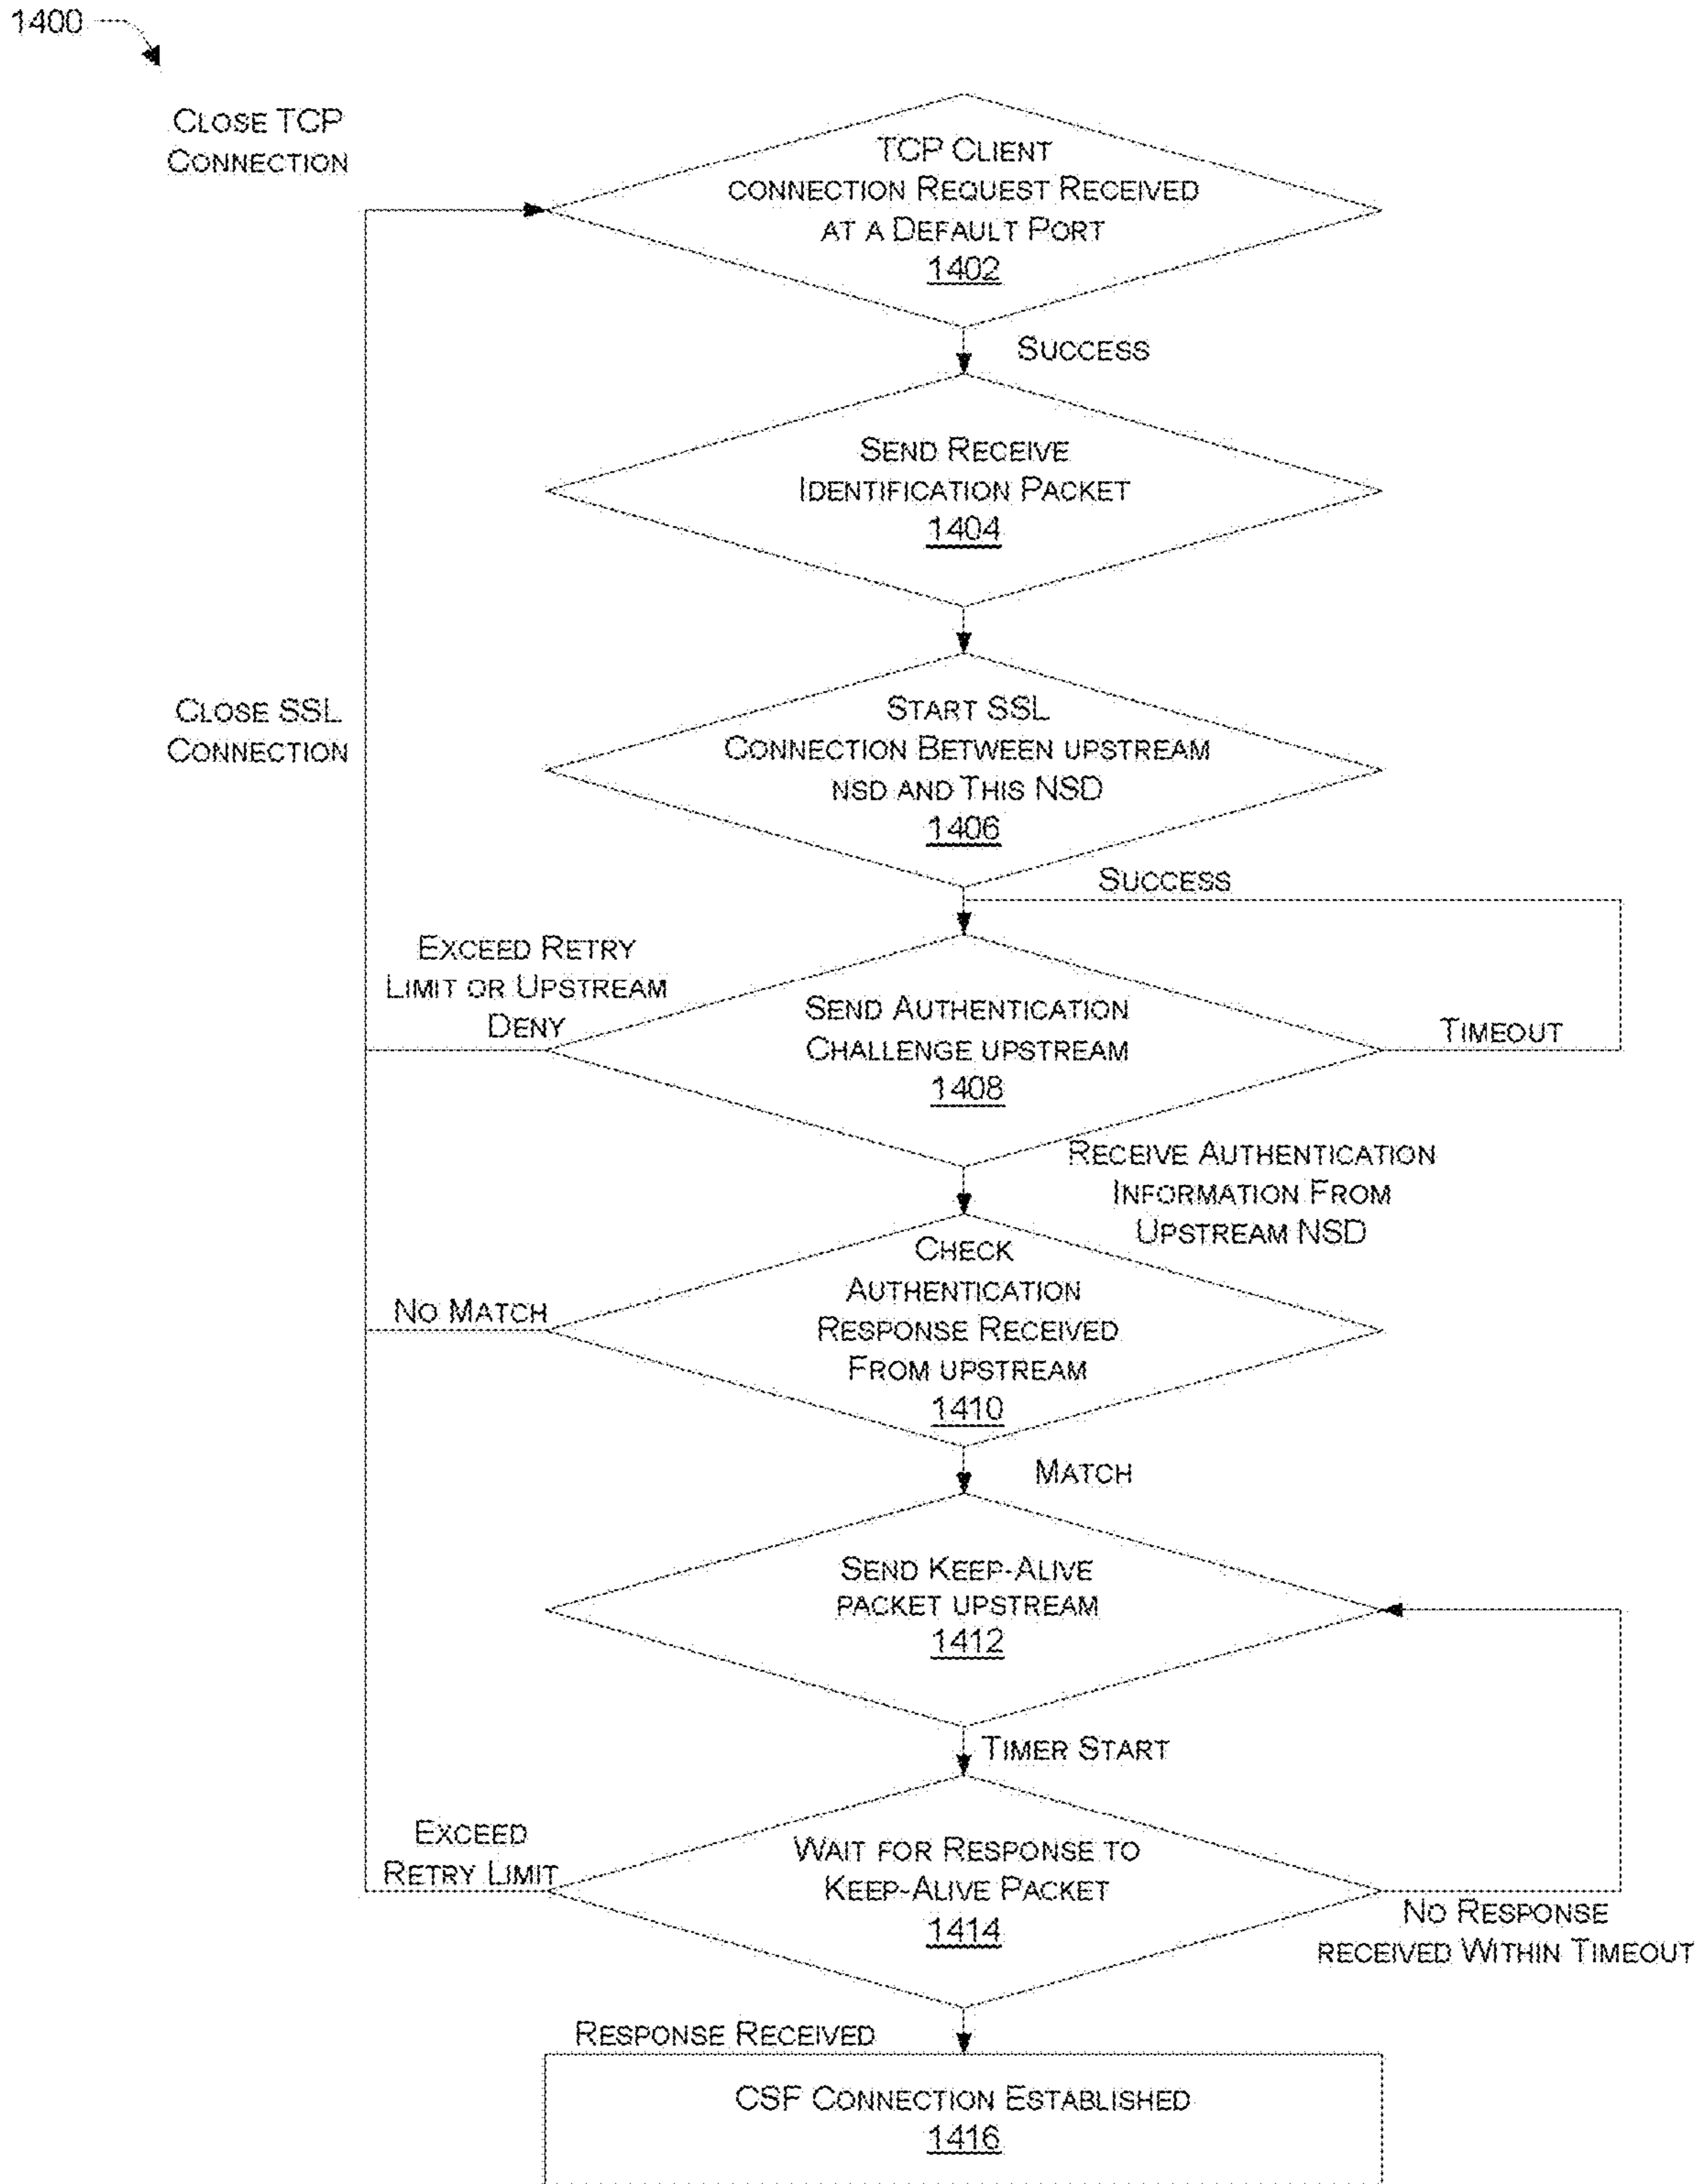 1400
CLOSE TCP
CONNECTION
TCP CLIENT
CONNECTION REQUEST RECEIVED
AT A DEFAULT PORT
1402
SUCCESS
SEND RECEIVE
IDENTIFICATION PACKET
1404
CLOSE SSL
CONNECTION
START SSL
CONNECTION BETWEEN UPSTREAM
NSD AND THIS NSD
1406
SUCCESS
EXCEED RETRY
LIMIT OR UPSTREAM
DENY
SEND AUTHENTICATION
CHALLENGE UPSTREAM
1408
TIMEOUT
RECEIVE AUTHENTICATION
INFORMATION FROM
UPSTREAM NSD
CHECK
AUTHENTICATION
RESPONSE RECEIVED
FROM UPSTREAM
1410
NO MATCH
MATCH
SEND KEEP-ALIVE
PACKET UPSTREAM
1412
TIMER START
EXCEED
RETRY LIMIT
WAIT FOR RESPONSE TO
KEEP-ALIVE PACKET
1414
NO RESPONSE
RECEIVED WITHIN TIMEOUT
RESPONSE RECEIVED
CSF CONNECTION ESTABLISHED
1416